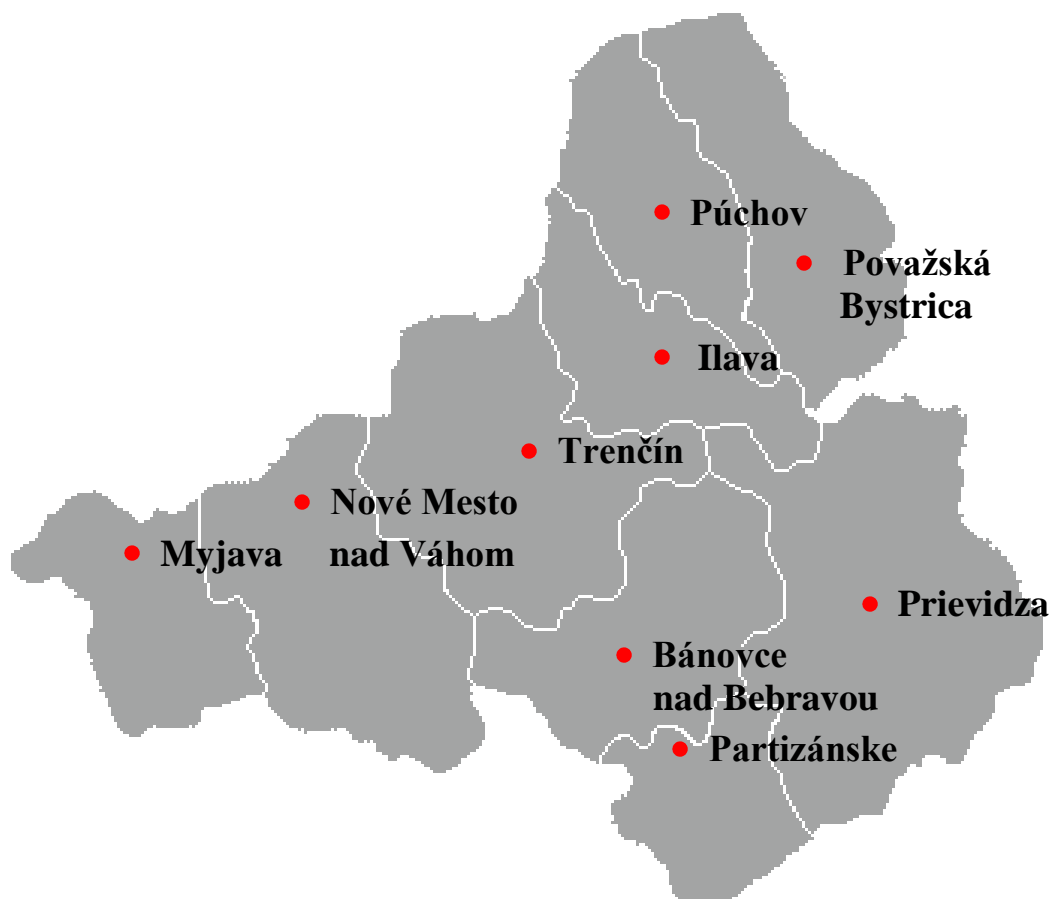 Púchov
Považská
Bystrica
Ilava
Trenčín
Nové Mesto
nad Váhom
Myjava
Prievidza
Bánovce
nad Bebravou
Partizánske